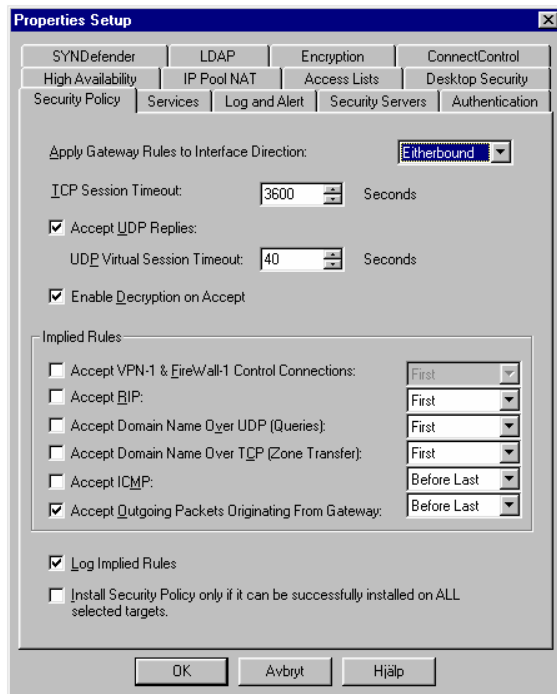 Properties Setup
SYNDefender LDAP Encryption ConnectControl
High Availability IP Pool NAT Access Lists Desktop Security
Security Policy Services Log and Alert Security Servers Authentication
Apply Gateway Rules to Interface Direction: Eitherbound
TCP Session Timeout: 3600 Seconds
Accept UDP Replies:
UDP Virtual Session Timeout: 40 Seconds
Enable Decryption on Accept
Implied Rules
Accept VPN-1 & FireWall-1 Control Connections: First
Accept RIP: First
Accept Domain Name Over UDP (Queries): First
Accept Domain Name Over TCP (Zone Transfer): First
Accept ICMP: Before Last
Accept Outgoing Packets Originating From Gateway: Before Last
Log Implied Rules
Install Security Policy only if it can be successfully installed on ALL
selected targets.
OK Avbryt Hjälp